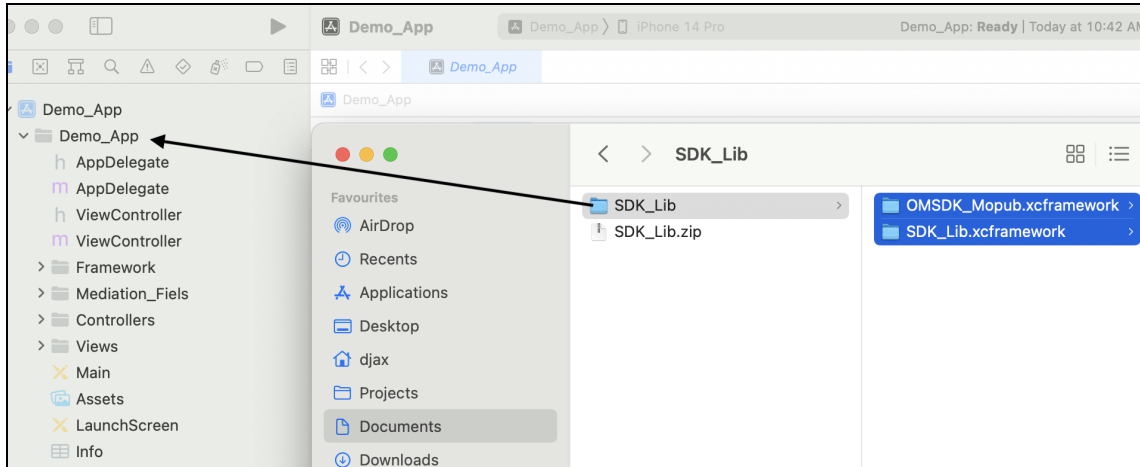 Demo_App
Demo_App 〉 iPhone 14 Pro
Demo_App: Ready | Today at 10:42 AM
Demo_App
Demo_App
Demo_App
Demo_App
h AppDelegate
m AppDelegate
h ViewController
m ViewController
Framework
Mediation_Fiels
Controllers
Views
Main
Assets
LaunchScreen
Info
SDK_Lib
Favourites
AirDrop
Recents
Applications
Desktop
djax
Projects
Documents
Downloads
SDK_Lib
SDK_Lib.zip
OMSDK_Mopub.xcframework
SDK_Lib.xcframework